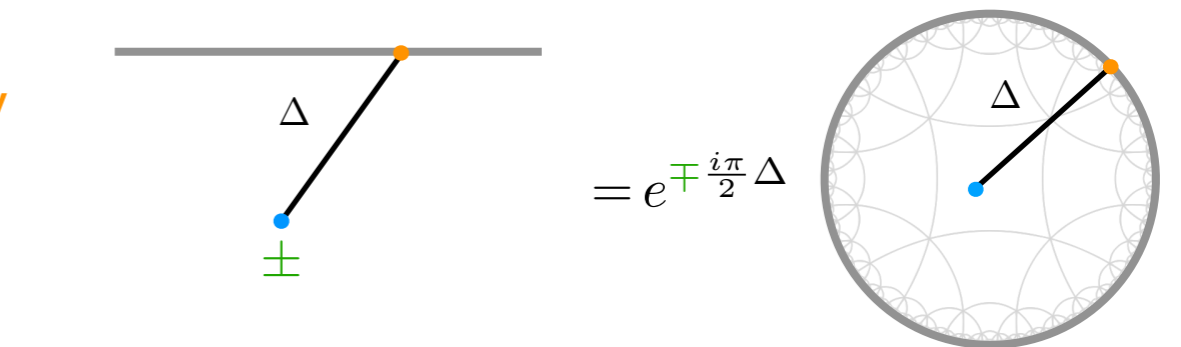 Δ
±
= e^{∓ iπ/2 Δ}
Δ